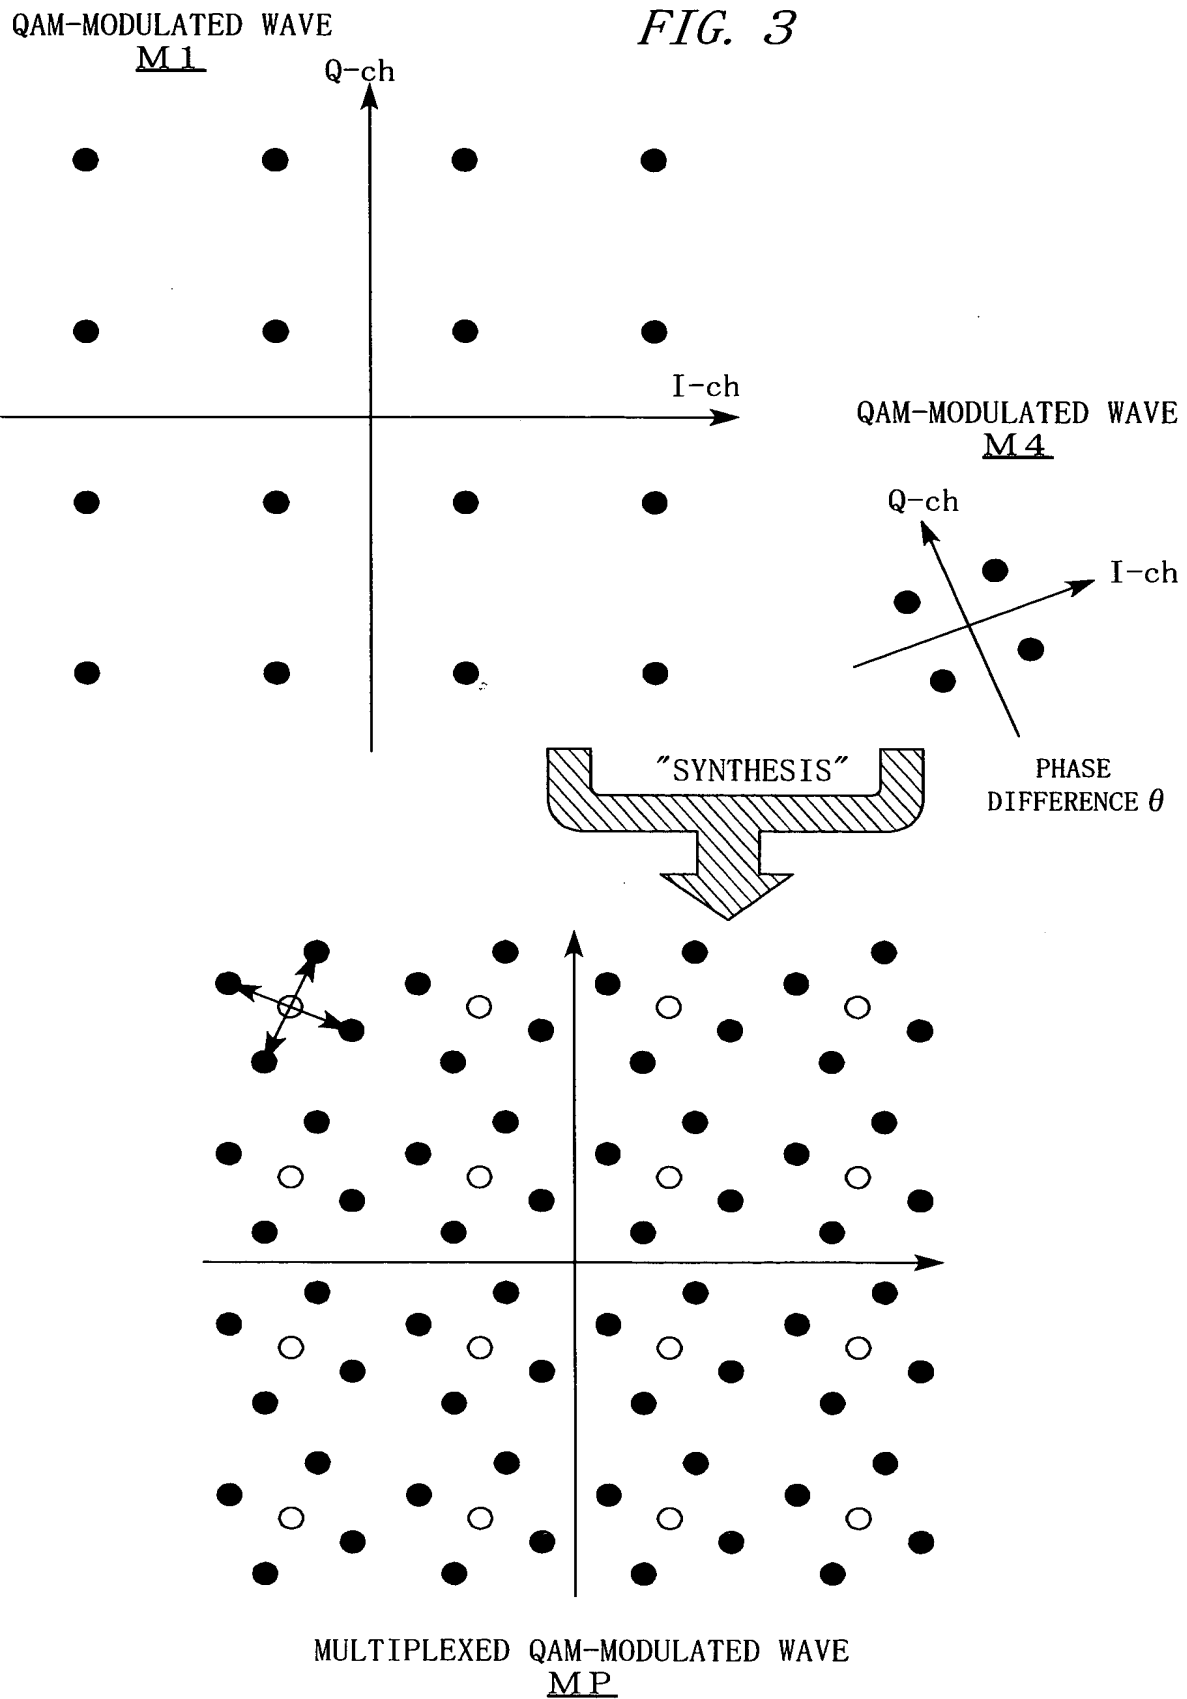 FIG. 3
QAM-MODULATED WAVE
M1
Q-ch
I-ch
QAM-MODULATED WAVE
M4
Q-ch
I-ch
"SYNTHESIS"
PHASE
DIFFERENCE θ
MULTIPLEXED QAM-MODULATED WAVE
MP